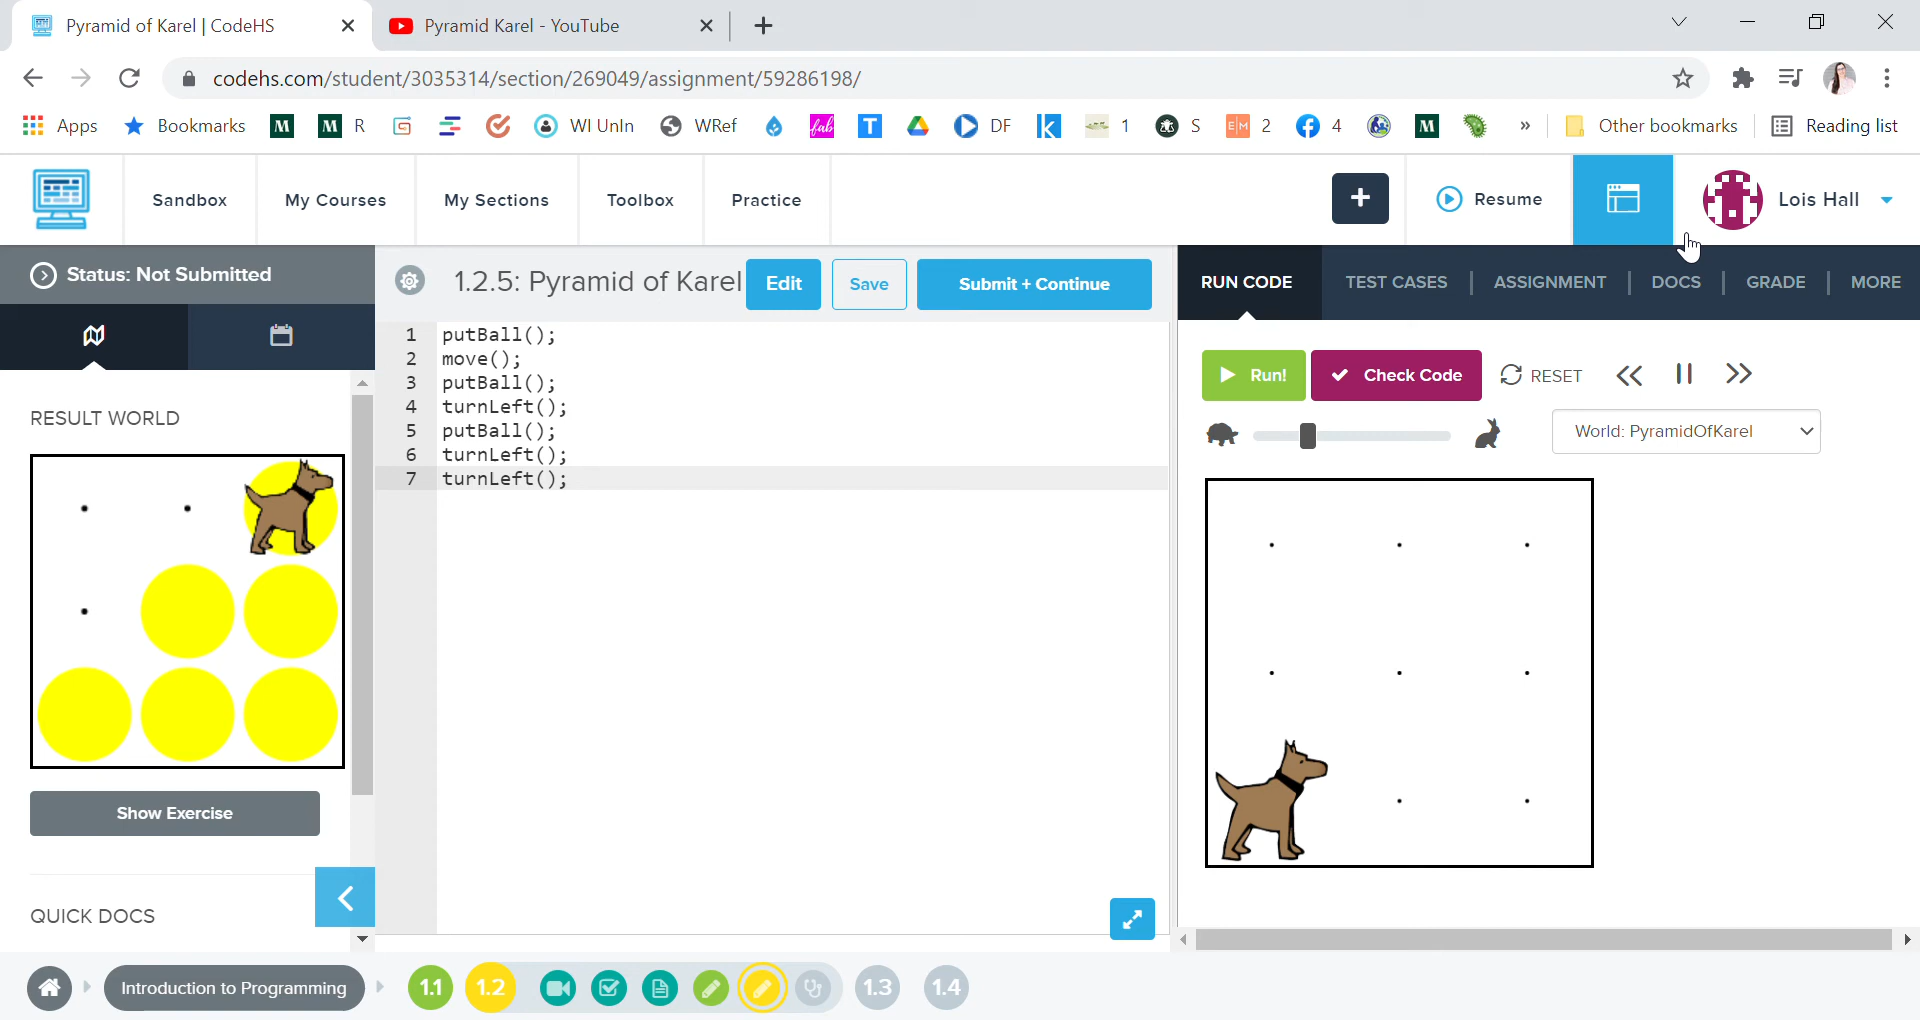 Pyramid of Karel | CodeHS
Pyramid Karel - YouTube
codehs.com/student/3035314/section/269049/assignment/59286198/
Apps
Bookmarks
M
M R
WI UnIn
WRef
fab
T
DF
K
1
S
EM 2
4
M
»
Other bookmarks
Reading list
Sandbox
My Courses
My Sections
Toolbox
Practice
+
Resume
Lois Hall
Status: Not Submitted
1.2.5: Pyramid of Karel
Edit
Save
Submit + Continue
RUN CODE
TEST CASES
ASSIGNMENT
DOCS
GRADE
MORE
RESULT WORLD
Show Exercise
QUICK DOCS
1 putBall();
2 move();
3 putBall();
4 turnLeft();
5 putBall();
6 turnLeft();
7 turnLeft();
Run!
Check Code
RESET
World: PyramidOfKarel
Introduction to Programming
1.1
1.2
1.3
1.4